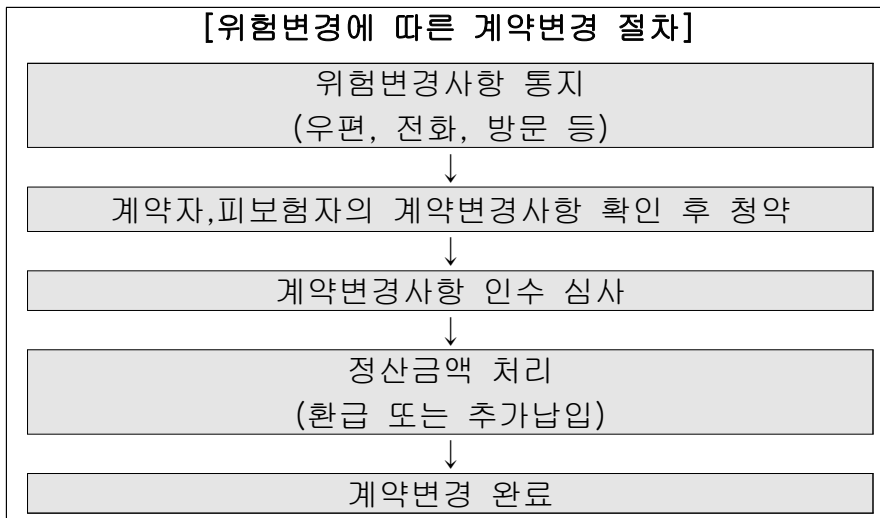 [위험변경에 따른 계약변경 절차]
위험변경사항 통지
(우편, 전화, 방문 등)
↓
계약자,피보험자의 계약변경사항 확인 후 청약
↓
계약변경사항 인수 심사
↓
정산금액 처리
(환급 또는 추가납입)
↓
계약변경 완료